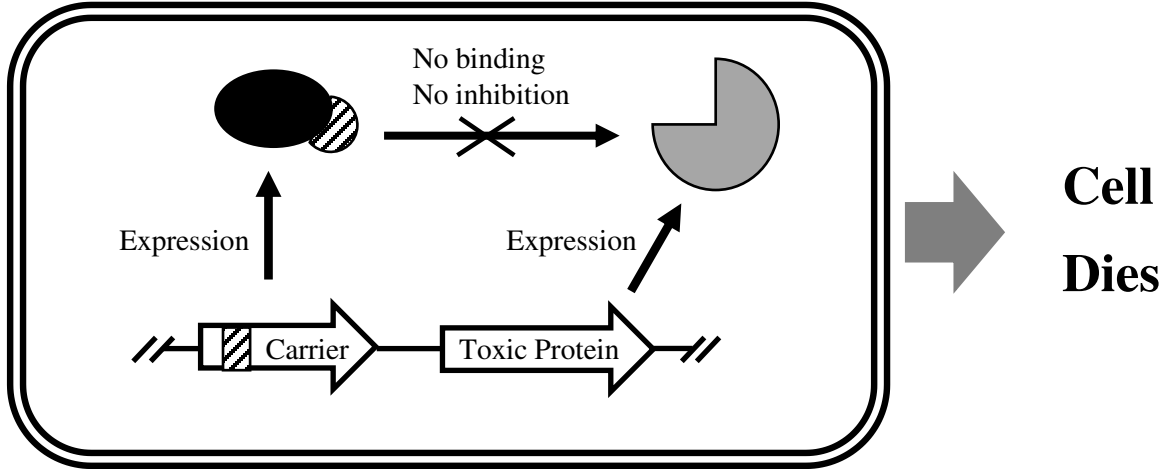 No binding
No inhibition
Expression
Expression
Carrier
Toxic Protein
Cell
Dies